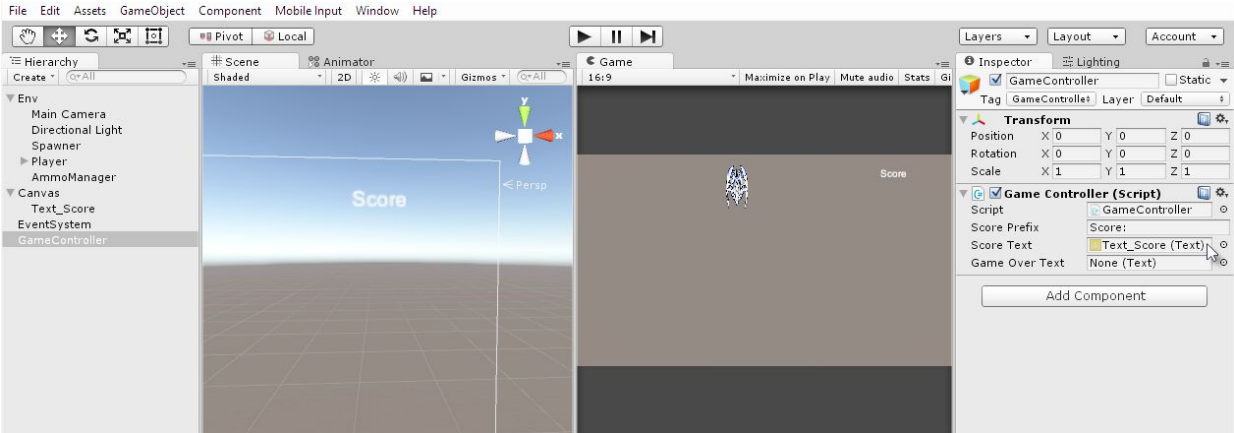 File Edit Assets GameObject Component Mobile Input Window Help
Pivot Local Layers Layout Account
Hierarchy Scene Animator Game Inspector Lighting
Create All Shaded 2D Gizmos All 16:9 Maximize on Play Mute audio Stats Gi
GameController Static
Tag GameControlle Layer Default
Env
Main Camera
Directional Light
Spawner
Player
AmmoManager
Canvas
Text_Score
EventSystem
GameController
y
x
Persp
Score
Score
Transform
Position X 0 Y 0 Z 0
Rotation X 0 Y 0 Z 0
Scale X 1 Y 1 Z 1
Game Controller (Script)
Script GameController
Score Prefix Score:
Score Text Text_Score (Text)
Game Over Text None (Text)
Add Component